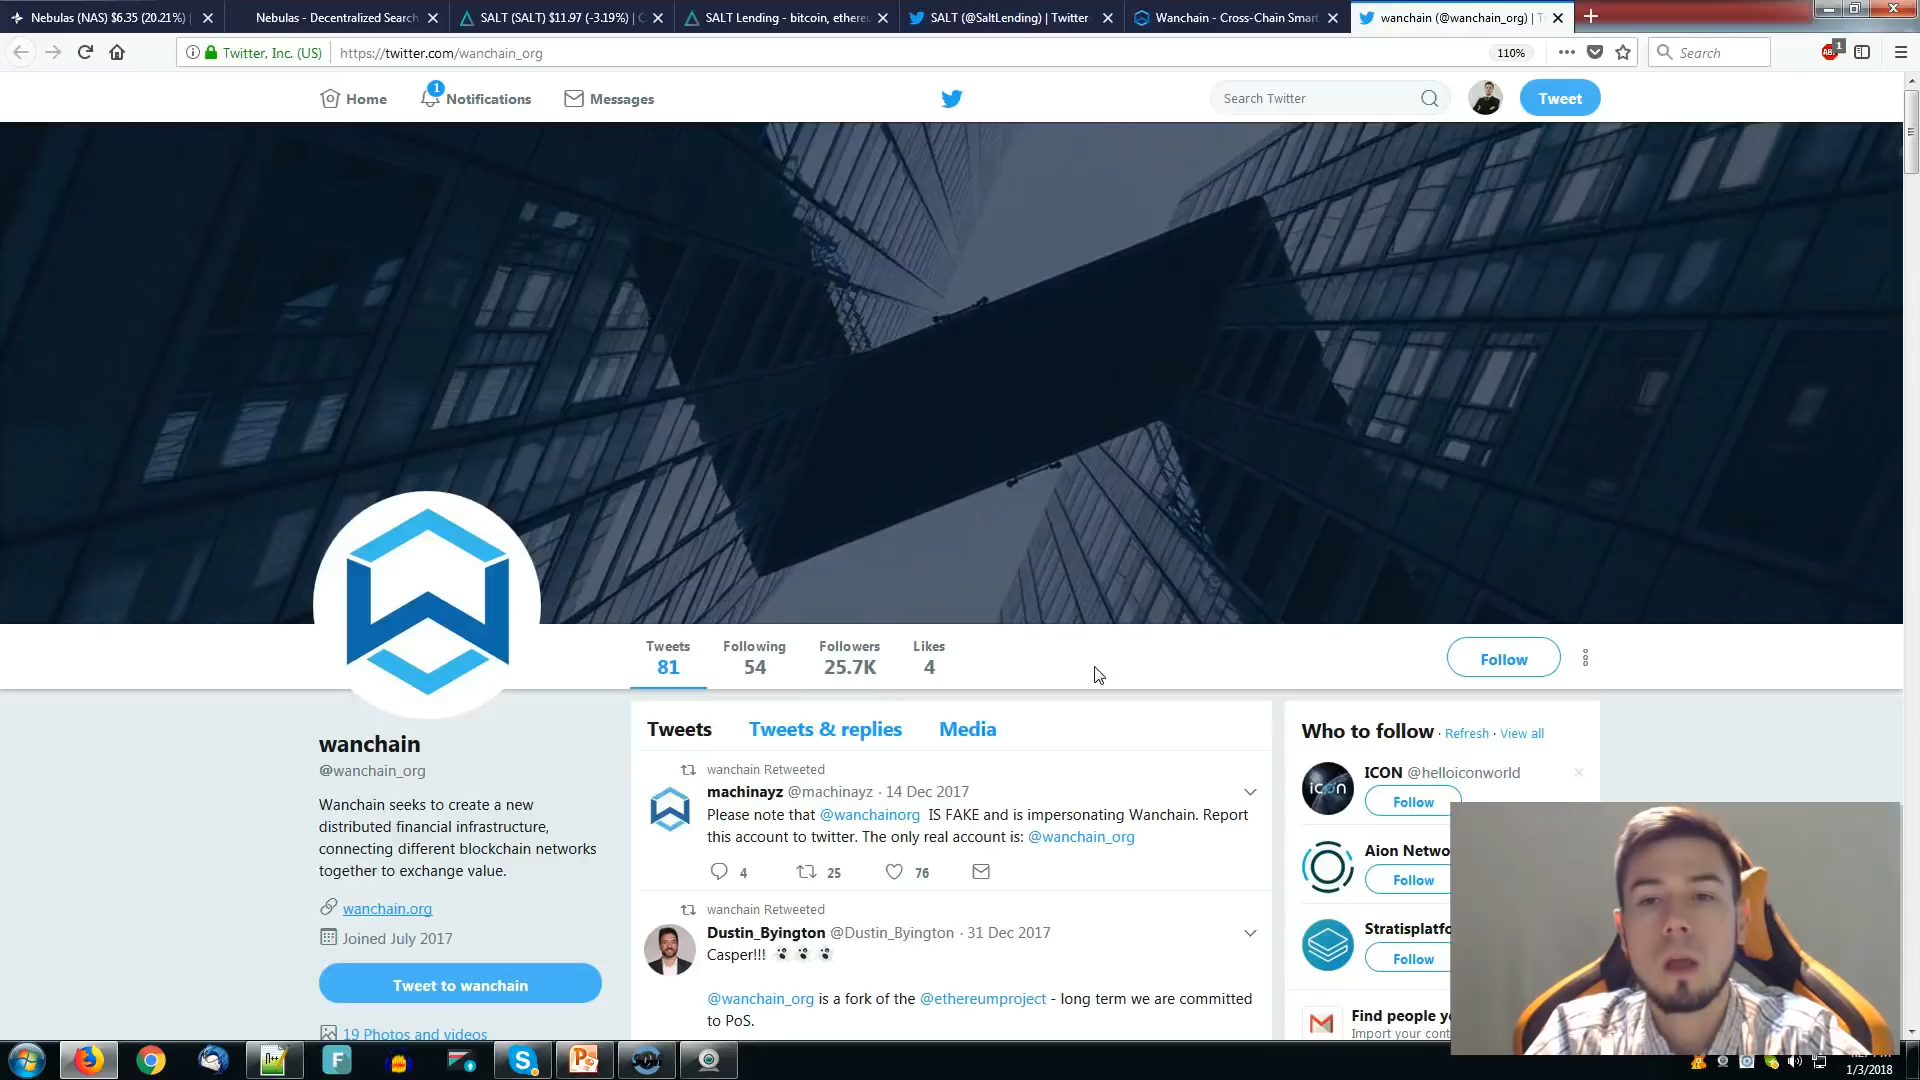 Nebulas (NAS) $6.35 (20.21%)
Nebulas - Decentralized Search
SALT (SALT) $11.97 (-3.19%) | C
SALT Lending - bitcoin, ethereu
SALT (@SaltLending) | Twitter
Wanchain - Cross-Chain Smart
wanchain (@wanchain_org) | T
Twitter, Inc. (US)
https://twitter.com/wanchain_org
110%
Search
1
Home
1
Notifications
Messages
Search Twitter
Tweet
Tweets
81
Following
54
Followers
25.7K
Likes
4
Follow
wanchain
@wanchain_org
Wanchain seeks to create a new
distributed financial infrastructure,
connecting different blockchain networks
together to exchange value.
wanchain.org
Joined July 2017
Tweet to wanchain
19 Photos and videos
Tweets
Tweets & replies
Media
wanchain Retweeted
machinayz @machinayz · 14 Dec 2017
Please note that @wanchainorg IS FAKE and is impersonating Wanchain. Report
this account to twitter. The only real account is: @wanchain_org
4
25
76
wanchain Retweeted
Dustin_Byington @Dustin_Byington · 31 Dec 2017
Casper!!!
@wanchain_org is a fork of the @ethereumproject - long term we are committed
to PoS.
Who to follow · Refresh · View all
icon
ICON @helloiconworld
Follow
Aion Netwo
Follow
Stratisplatfo
Follow
Find people y
Import your cont
1/3/2018